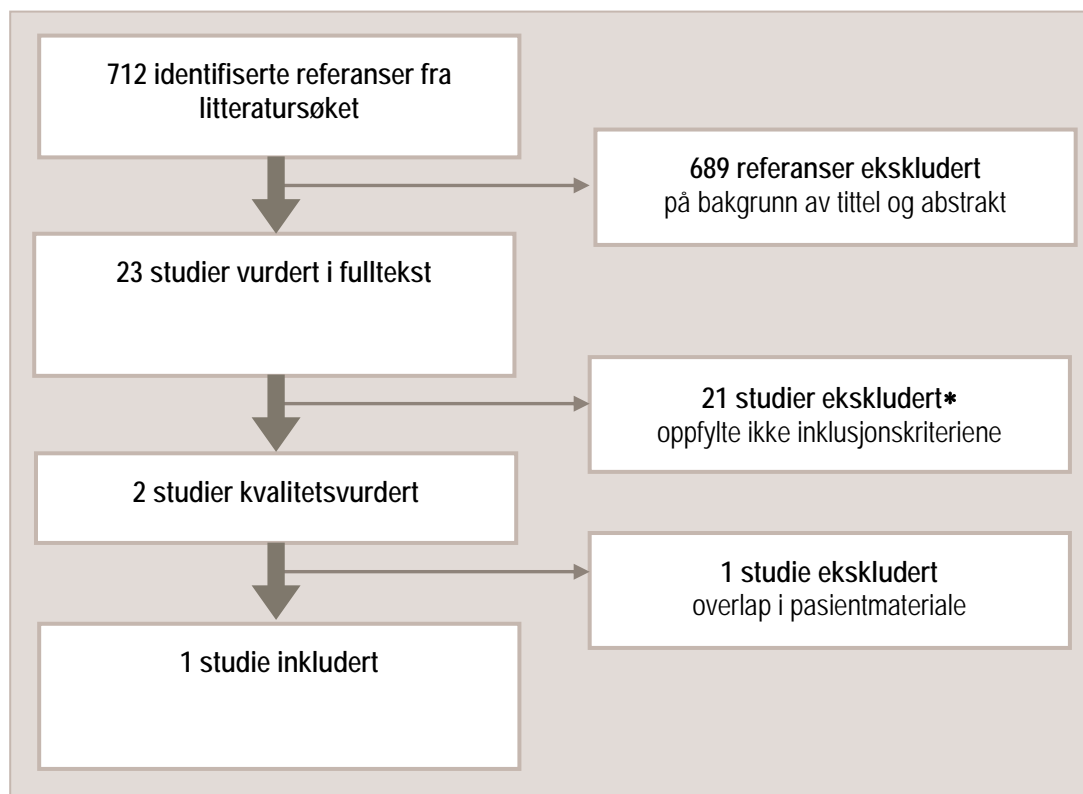 712 identifiserte referanser fra
litteratursøket
689 referanser ekskludert
på bakgrunn av tittel og abstrakt
23 studier vurdert i fulltekst
21 studier ekskludert*
oppfylte ikke inklusjonskriteriene
2 studier kvalitetsvurdert
1 studie ekskludert
overlap i pasientmateriale
1 studie inkludert